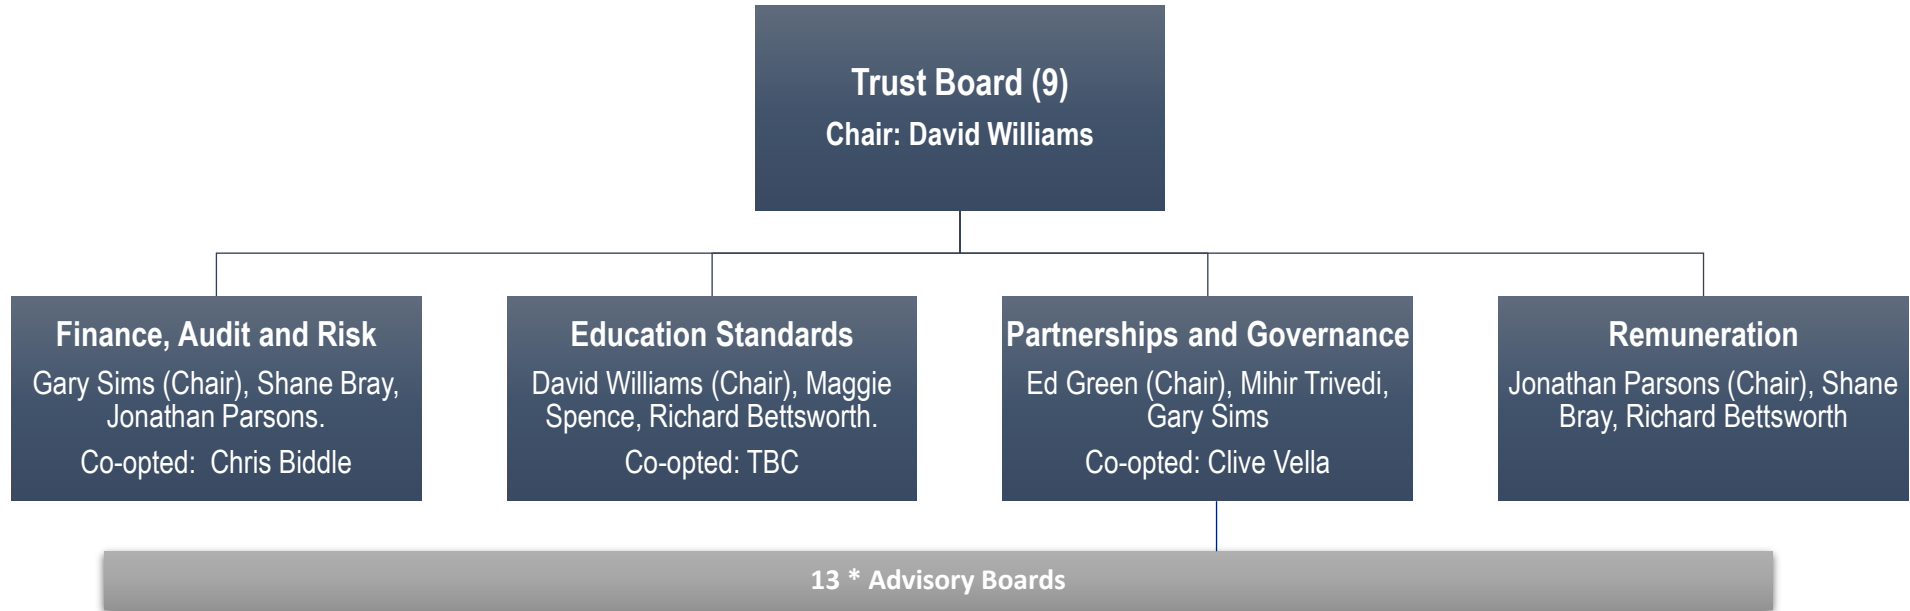 Trust Board (9)
Chair: David Williams
Finance, Audit and Risk
Gary Sims (Chair), Shane Bray,
Jonathan Parsons.
Co-opted:  Chris Biddle
Education Standards
David Williams (Chair), Maggie
Spence, Richard Bettsworth.
Co-opted: TBC
Partnerships and Governance
Ed Green (Chair), Mihir Trivedi,
Gary Sims
Co-opted: Clive Vella
Remuneration
Jonathan Parsons (Chair), Shane
Bray, Richard Bettsworth
13 * Advisory Boards